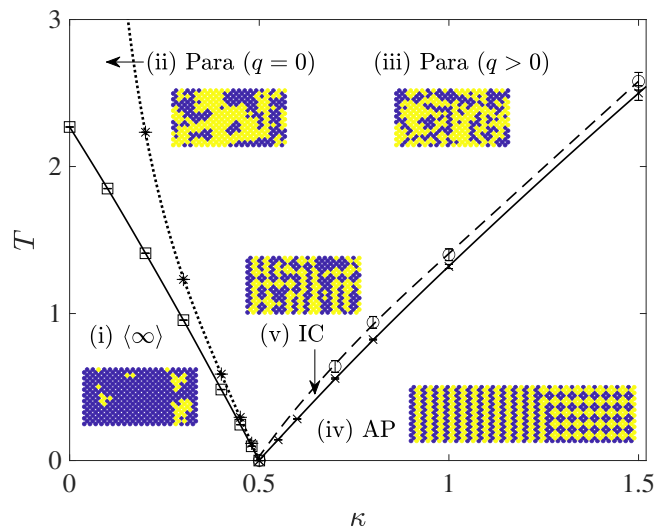 3
(ii) Para (q = 0)
(iii) Para (q > 0)
2
T
1
(i) ⟨∞⟩
(v) IC
(iv) AP
0
0
0.5
1
1.5
κ